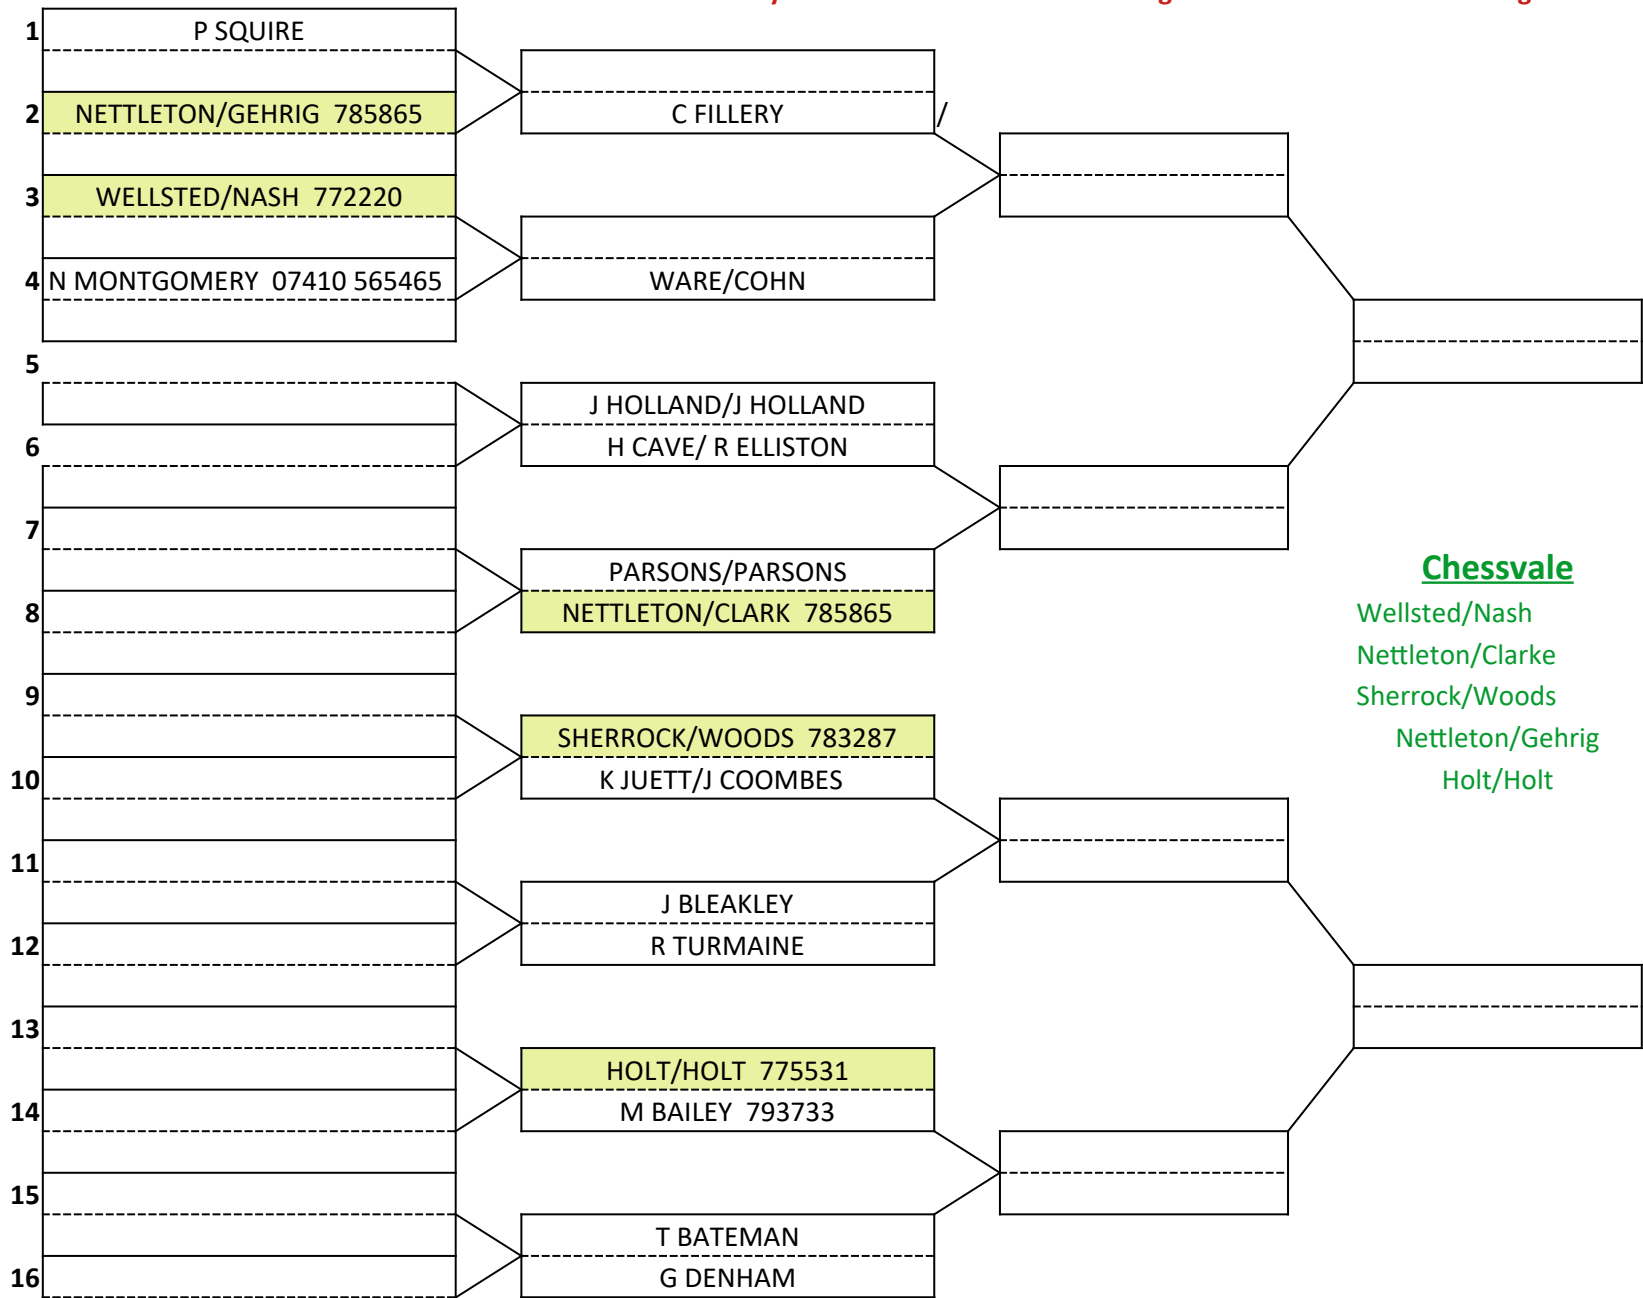 1 P SQUIRE
2 NETTLETON/GEHRIG 785865
C FILLERY /
3 WELLSTED/NASH 772220
4 N MONTGOMERY 07410 565465
WARE/COHN
5
J HOLLAND/J HOLLAND
6 H CAVE/ R ELLISTON
7
PARSONS/PARSONS
8 NETTLETON/CLARK 785865
9
SHERROCK/WOODS 783287
10 K JUETT/J COOMBES
11
J BLEAKLEY
12 R TURMAINE
13
HOLT/HOLT 775531
14 M BAILEY 793733
15
T BATEMAN
16 G DENHAM
Chessvale
Wellsted/Nash
Nettleton/Clarke
Sherrock/Woods
Nettleton/Gehrig
Holt/Holt